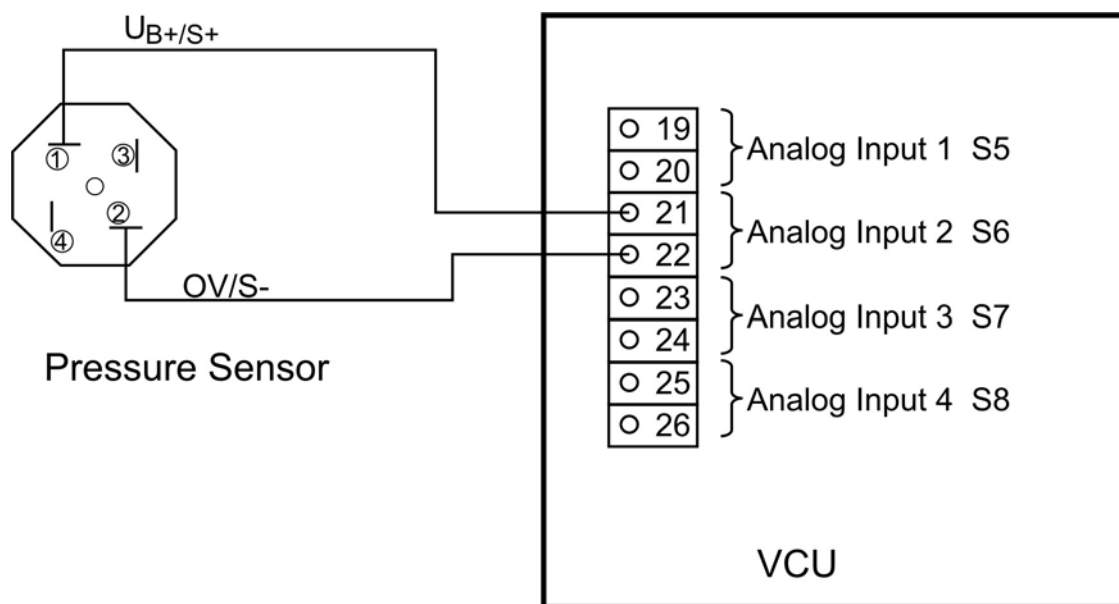 UB+/S+
① ③
② ④
OV/S-
Pressure Sensor
19
20
Analog Input 1 S5
21
22
Analog Input 2 S6
23
24
Analog Input 3 S7
25
26
Analog Input 4 S8
VCU